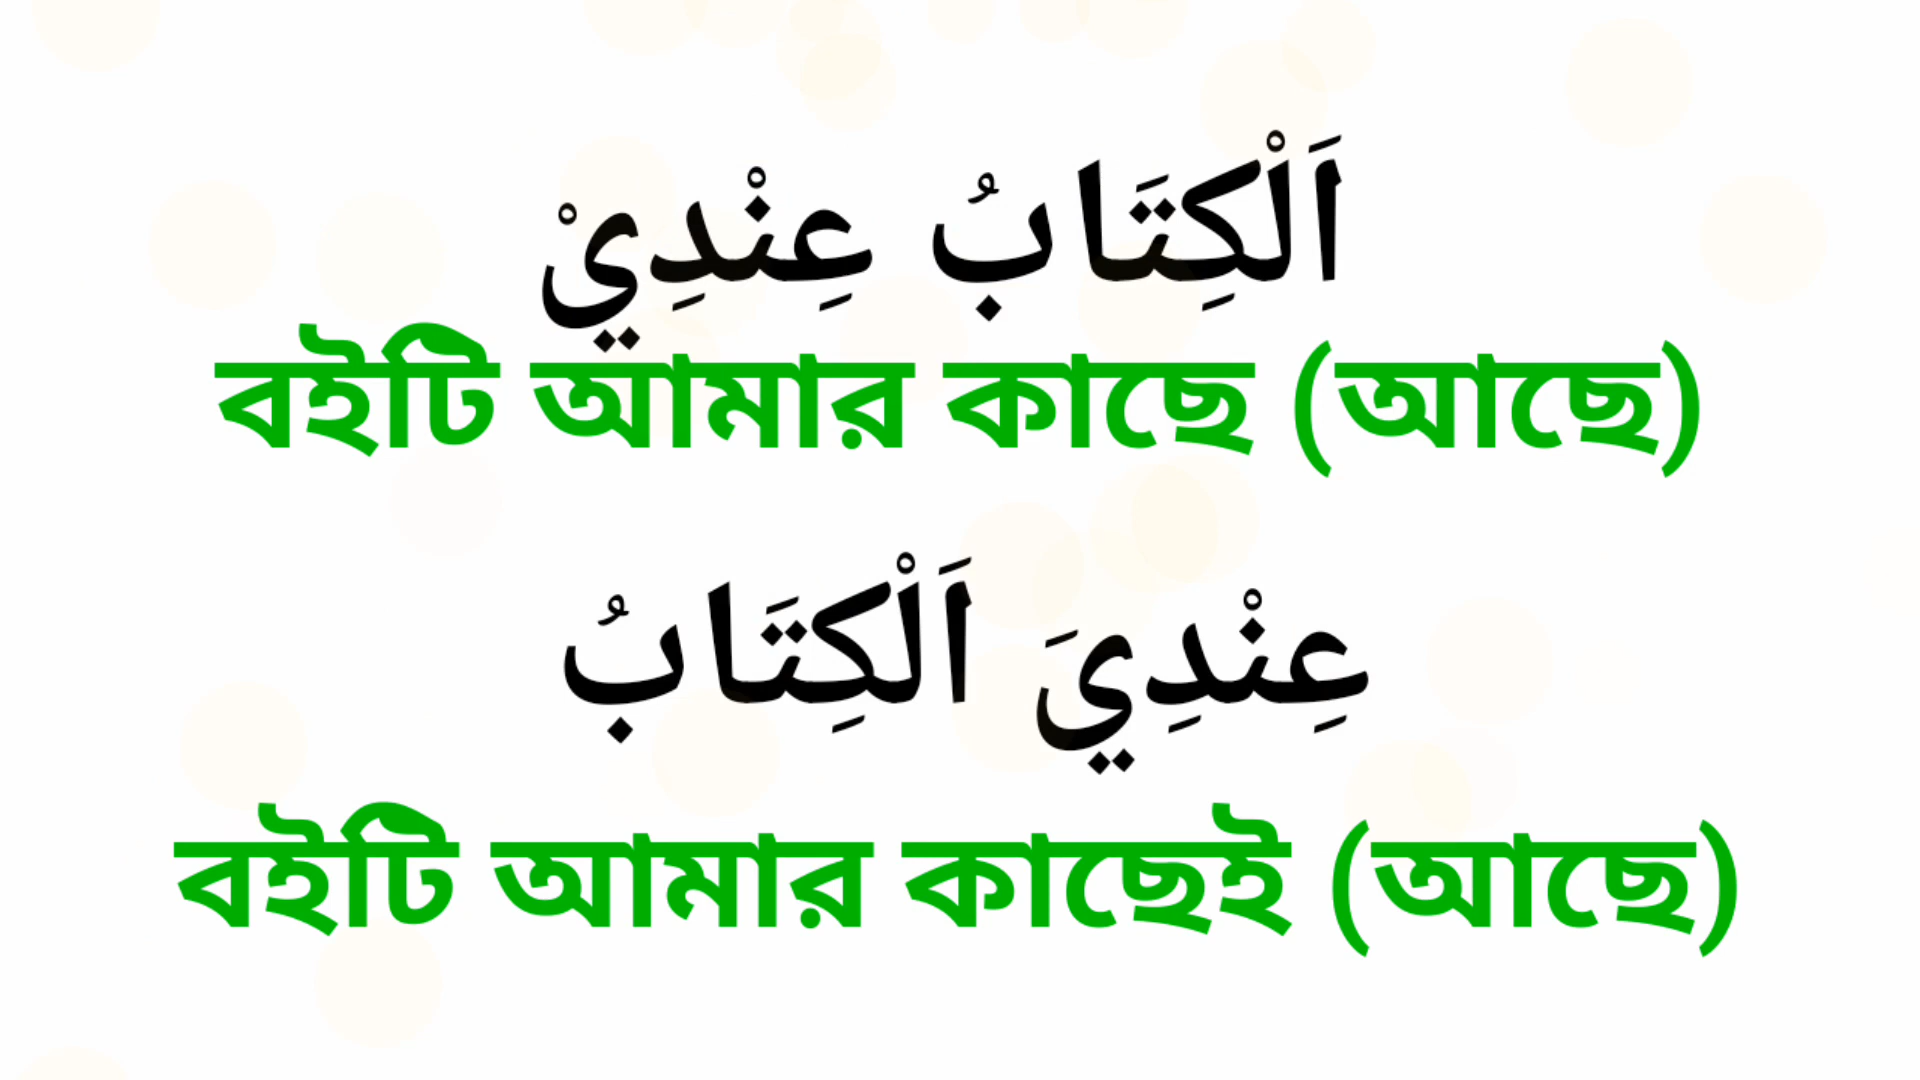 اَلْكِتَابُ عِنْدِيْ
বইটি আমার কাছে (আছে)
عِنْدِيَ اَلْكِتَابُ
বইটি আমার কাছেই (আছে)